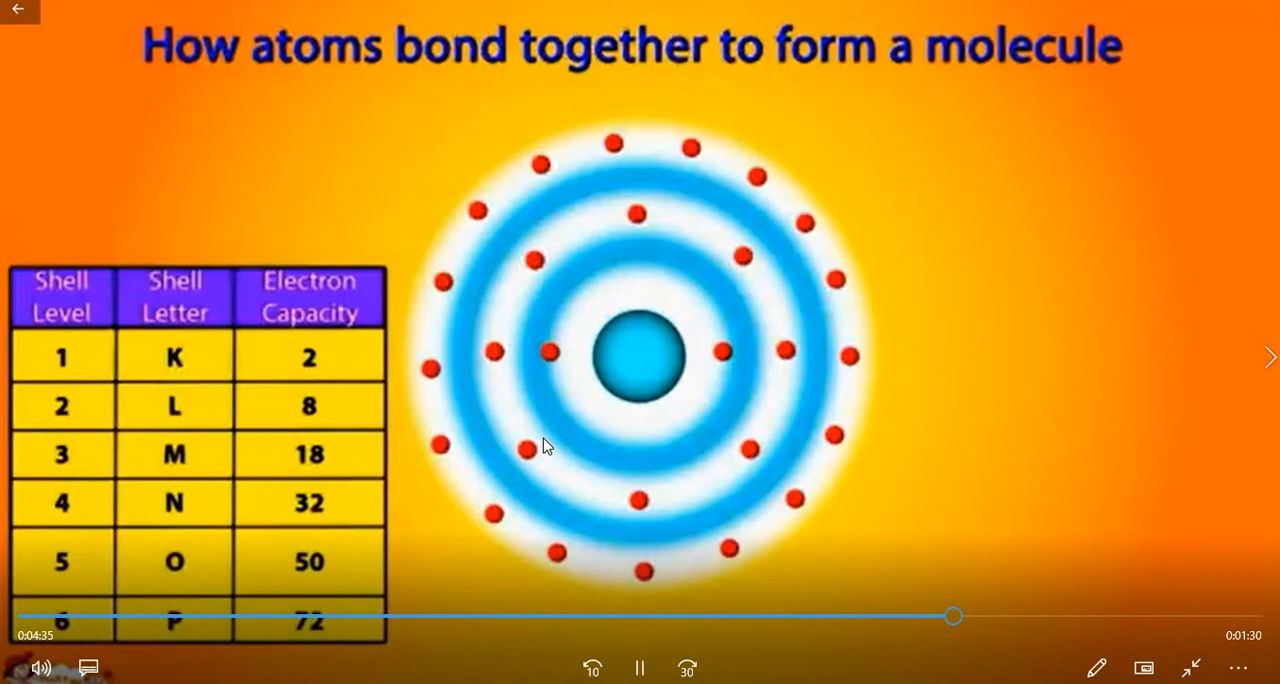 How atoms bond together to form a molecule
Shell Level Shell Letter Electron Capacity
1 K 2
2 L 8
3 M 18
4 N 32
5 O 50
6 P 72
0:04:35 0:01:30
10 30